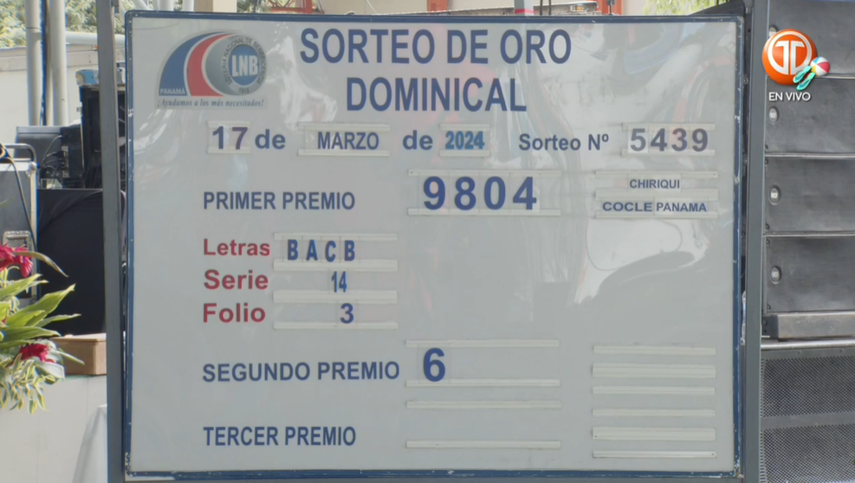 SORTEO DE ORO
DOMINICAL
LNB
PANAMA
¡Ayudamos a los más necesitados!
EN VIVO
17 de MARZO de 2024 Sorteo Nº 5439
PRIMER PREMIO 9804 CHIRIQUI
COCLE PANAMA
Letras B A C B
Serie 14
Folio 3
SEGUNDO PREMIO 6
TERCER PREMIO